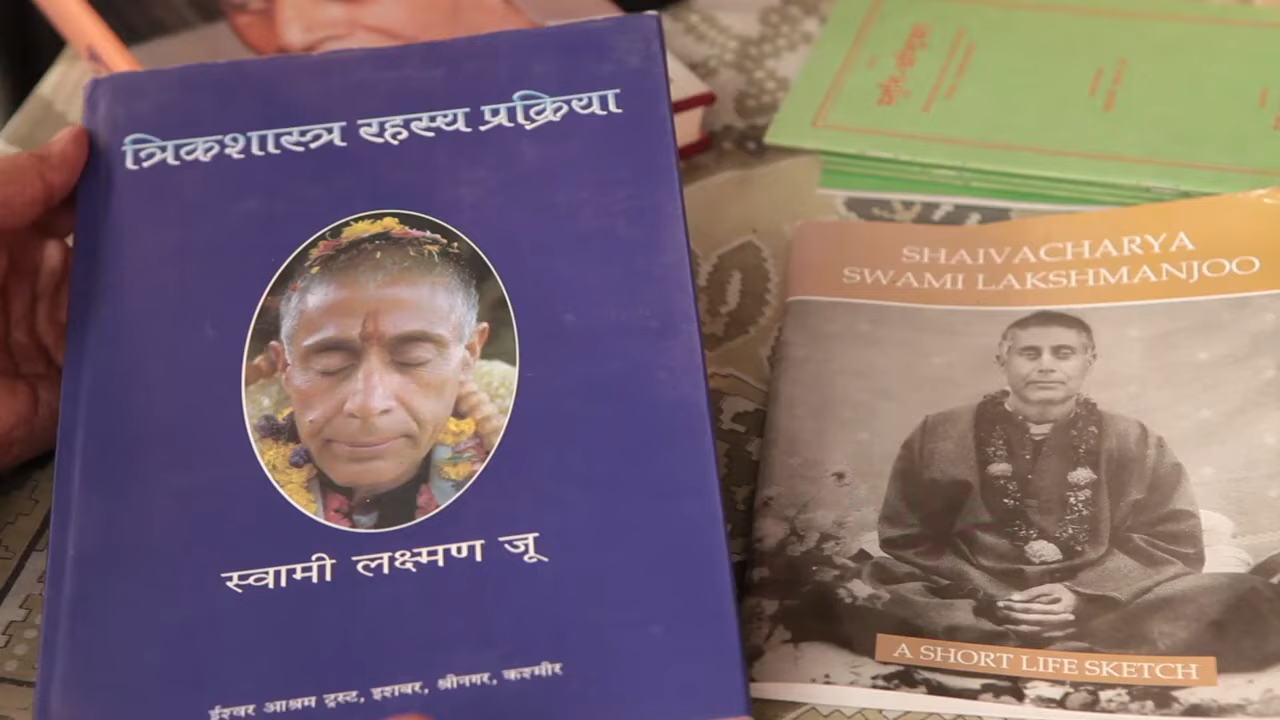 त्रिकशास्त्र रहस्य प्रक्रिया
स्वामी लक्ष्मण जू
ईश्वर आश्रम ट्रस्ट, इशबर, श्रीनगर, कश्मीर
SHAIVACHARYA
SWAMI LAKSHMANJOO
A SHORT LIFE SKETCH